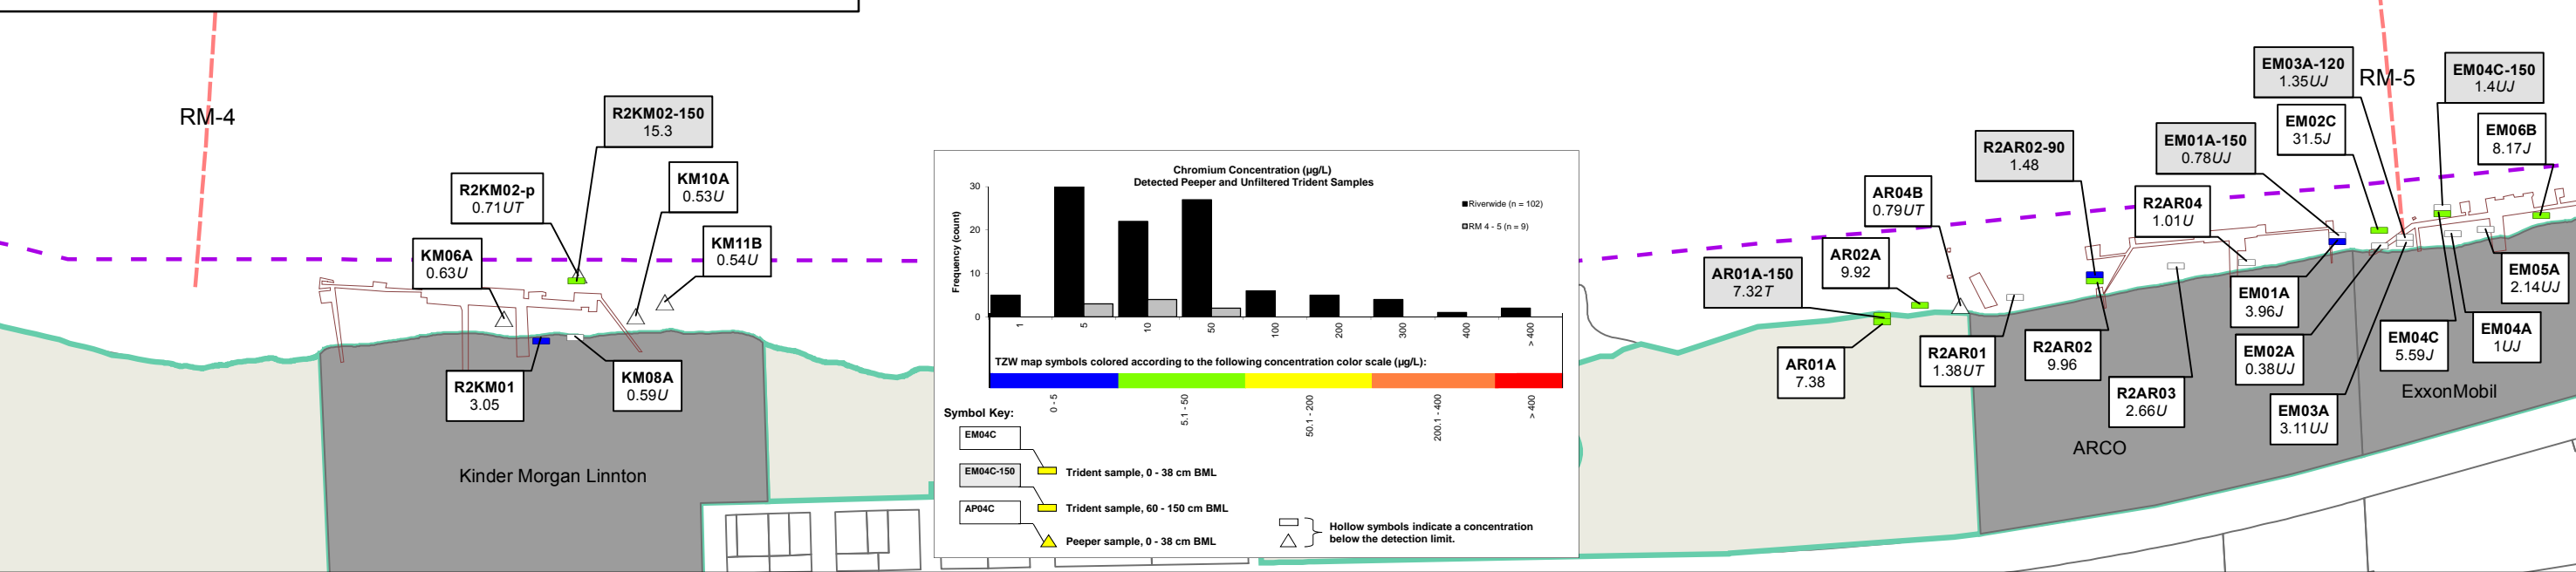 RM-4
R2KM02-150
15.3
R2KM02-p
0.71UT
KM10A
0.53U
KM06A
0.63U
KM11B
0.54U
R2KM01
3.05
KM08A
0.59U
Kinder Morgan Linnton
Chromium Concentration (µg/L)
Detected Peeper and Unfiltered Trident Samples
Frequency (count)
30
20
10
0
Riverwide (n = 102)
RM 4 - 5 (n = 9)
1
5
10
50
100
200
300
400
> 400
TZW map symbols colored according to the following concentration color scale (µg/L):
0 - 5
5.1 - 50
50.1 - 200
200.1 - 400
> 400
Symbol Key:
EM04C
Trident sample, 0 - 38 cm BML
EM04C-150
Trident sample, 60 - 150 cm BML
AP04C
Peeper sample, 0 - 38 cm BML
Hollow symbols indicate a concentration
below the detection limit.
AR01A-150
7.32T
AR02A
9.92
AR04B
0.79UT
AR01A
7.38
R2AR01
1.38UT
R2AR02-90
1.48
R2AR02
9.96
R2AR04
1.01U
R2AR03
2.66U
EM01A-150
0.78UJ
EM01A
3.96J
EM03A-120
1.35UJ
RM-5
EM02C
31.5J
EM02A
0.38UJ
EM03A
3.11UJ
EM04C-150
1.4UJ
EM06B
8.17J
EM05A
2.14UJ
EM04A
1UJ
EM04C
5.59J
ARCO
ExxonMobil